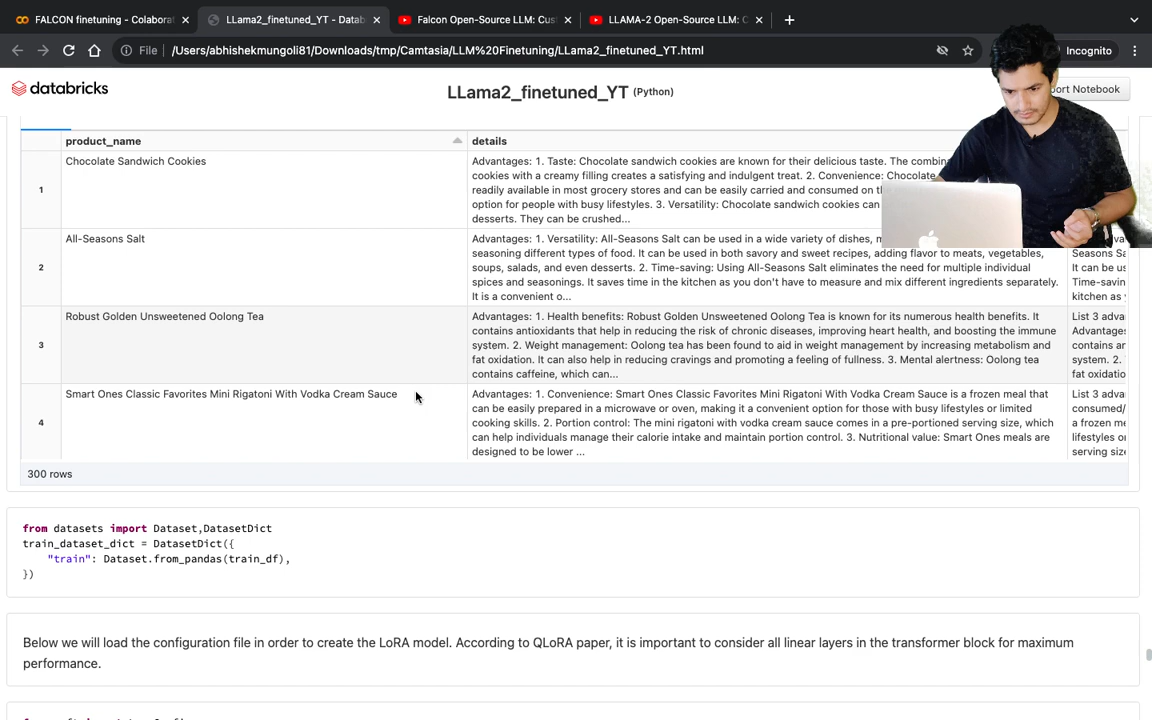 FALCON finetuning - Colaborat
LLama2_finetuned_YT - Datab
Falcon Open-Source LLM: Cus
LLAMA-2 Open-Source LLM: C
File
/Users/abhishekmungoli81/Downloads/tmp/Camtasia/LLM%20Finetuning/LLama2_finetuned_YT.html
Incognito
databricks
LLama2_finetuned_YT (Python)
port Notebook
product_name
details
1
Chocolate Sandwich Cookies
Advantages: 1. Taste: Chocolate sandwich cookies are known for their delicious taste. The combina
cookies with a creamy filling creates a satisfying and indulgent treat. 2. Convenience: Chocolate
readily available in most grocery stores and can be easily carried and consumed on th
option for people with busy lifestyles. 3. Versatility: Chocolate sandwich cookies can
desserts. They can be crushed...
2
All-Seasons Salt
Advantages: 1. Versatility: All-Seasons Salt can be used in a wide variety of dishes, m
seasoning different types of food. It can be used in both savory and sweet recipes, adding flavor to meats, vegetables,
soups, salads, and even desserts. 2. Time-saving: Using All-Seasons Salt eliminates the need for multiple individual
spices and seasonings. It saves time in the kitchen as you don't have to measure and mix different ingredients separately.
It is a convenient o...
advantag
Seasons Sa
It can be us
Time-savin
kitchen as y
3
Robust Golden Unsweetened Oolong Tea
Advantages: 1. Health benefits: Robust Golden Unsweetened Oolong Tea is known for its numerous health benefits. It
contains antioxidants that help in reducing the risk of chronic diseases, improving heart health, and boosting the immune
system. 2. Weight management: Oolong tea has been found to aid in weight management by increasing metabolism and
fat oxidation. It can also help in reducing cravings and promoting a feeling of fullness. 3. Mental alertness: Oolong tea
contains caffeine, which can...
List 3 adva
Advantages
contains an
system. 2.
fat oxidatio
4
Smart Ones Classic Favorites Mini Rigatoni With Vodka Cream Sauce
Advantages: 1. Convenience: Smart Ones Classic Favorites Mini Rigatoni With Vodka Cream Sauce is a frozen meal that
can be easily prepared in a microwave or oven, making it a convenient option for those with busy lifestyles or limited
cooking skills. 2. Portion control: The mini rigatoni with vodka cream sauce comes in a pre-portioned serving size, which
can help individuals manage their calorie intake and maintain portion control. 3. Nutritional value: Smart Ones meals are
designed to be lower ...
List 3 adva
consumed/
a frozen me
lifestyles or
serving size
300 rows
from datasets import Dataset,DatasetDict
train_dataset_dict = DatasetDict({
"train": Dataset.from_pandas(train_df),
})
Below we will load the configuration file in order to create the LoRA model. According to QLoRA paper, it is important to consider all linear layers in the transformer block for maximum
performance.